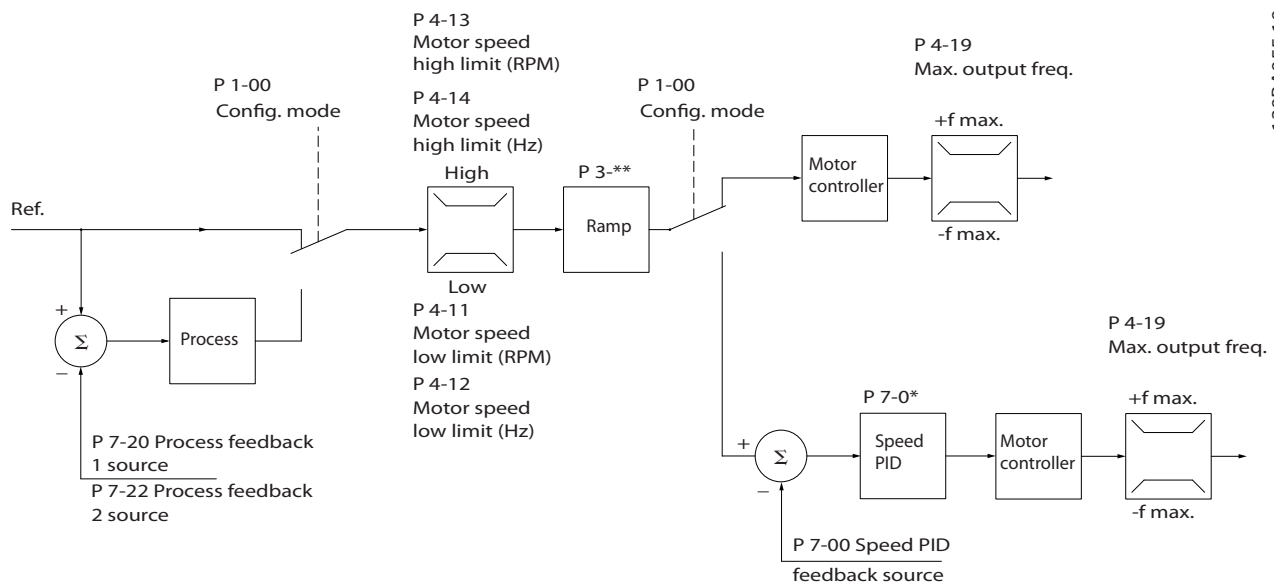 P 4-13
Motor speed
high limit (RPM)
P 4-14
Motor speed
high limit (Hz)
High
P 1-00
Config. mode
P 3-**
Ramp
P 1-00
Config. mode
P 4-19
Max. output freq.
+f max.
Motor
controller
-f max.
Ref.
+
Σ
−
Process
Low
P 4-11
Motor speed
low limit (RPM)
P 4-12
Motor speed
low limit (Hz)
P 7-20 Process feedback
1 source
P 7-22 Process feedback
2 source
P 4-19
Max. output freq.
+f max.
P 7-0*
+
Σ
−
Speed
PID
Motor
controller
-f max.
P 7-00 Speed PID
feedback source